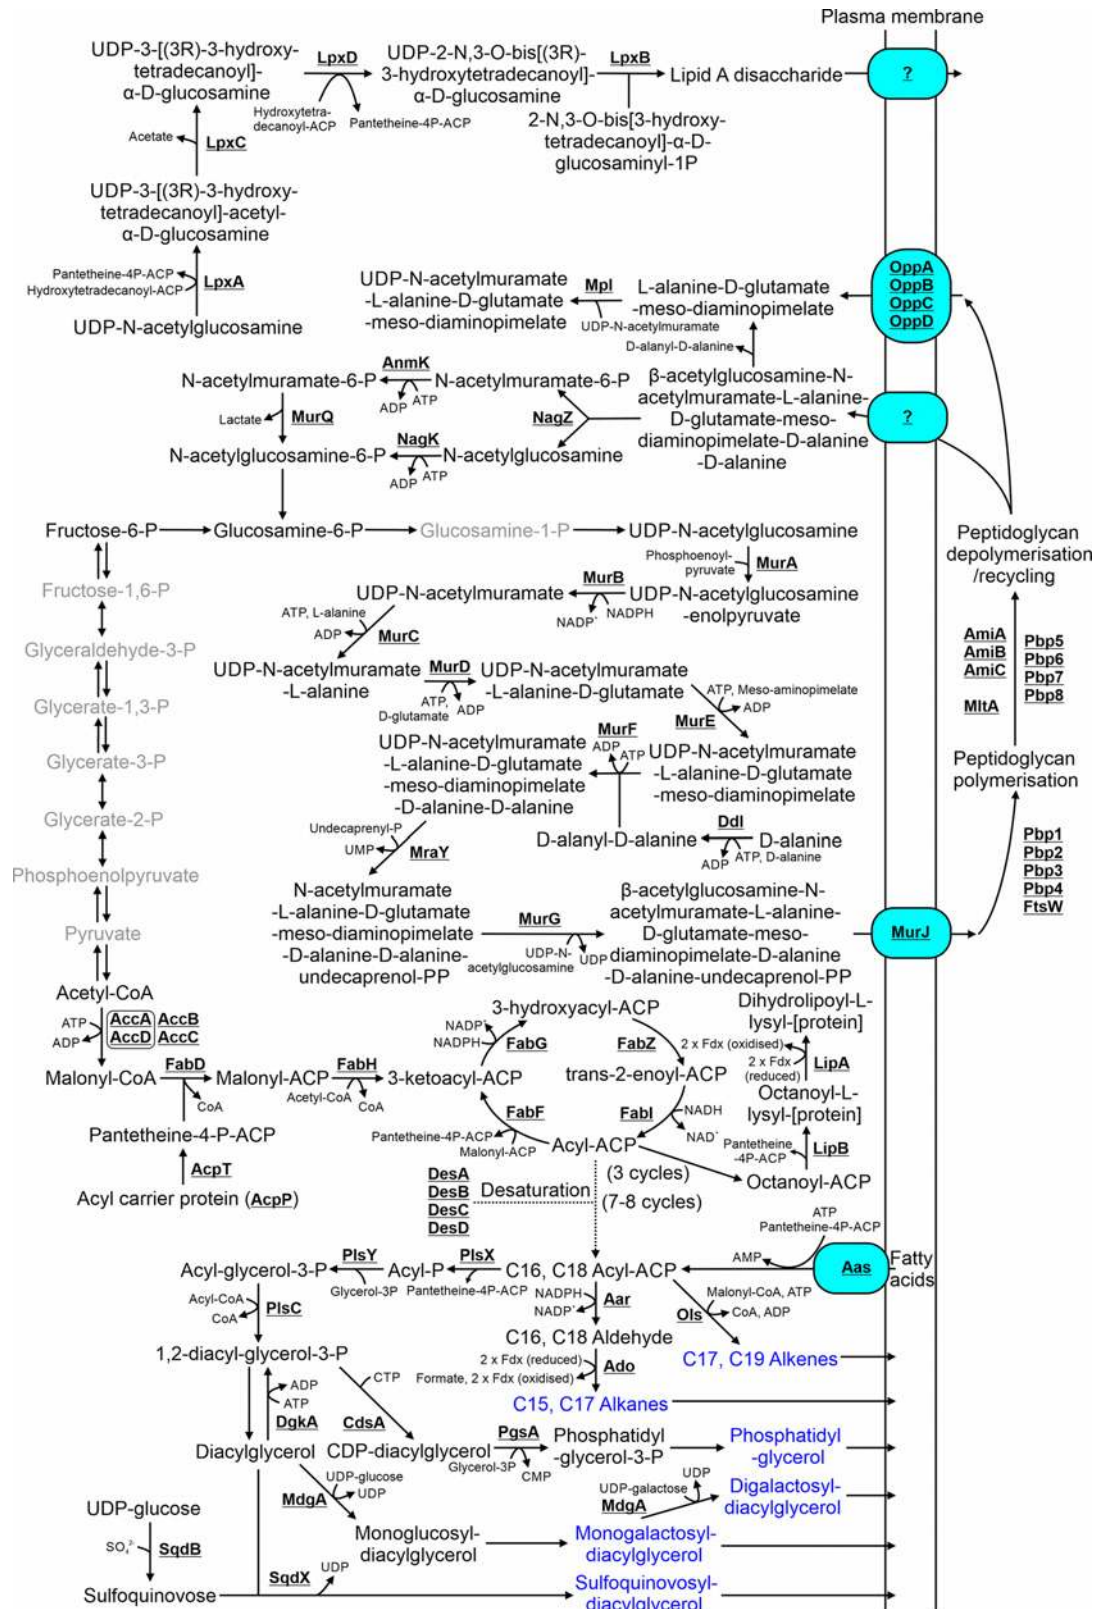 Plasma membrane
UDP-3-[(3R)-3-hydroxy-
tetradecanoyl]-
α-D-glucosamine
LpxD
Hydroxytetra-
decanoyl-ACP
Pantetheine-4P-ACP
UDP-2-N,3-O-bis[(3R)-
3-hydroxytetradecanoyl]-
α-D-glucosamine
LpxB
2-N,3-O-bis[3-hydroxy-
tetradecanoyl]-α-D-
glucosaminyl-1P
Lipid A disaccharide
?
Acetate
LpxC
UDP-3-[(3R)-3-hydroxy-
tetradecanoyl]-acetyl-
α-D-glucosamine
Pantetheine-4P-ACP
Hydroxytetradecanoyl-ACP
LpxA
UDP-N-acetylglucosamine
UDP-N-acetylmuramate
-L-alanine-D-glutamate
-meso-diaminopimelate
Mpl
UDP-N-acetylmuramate
L-alanine-D-glutamate
-meso-diaminopimelate
OppA
OppB
OppC
OppD
D-alanyl-D-alanine
N-acetylmuramate-6-P
AnmK
ADP
ATP
N-acetylmuramate-6-P
β-acetylglucosamine-N-
acetylmuramate-L-alanine-
D-glutamate-meso-
diaminopimelate-D-alanine
-D-alanine
?
Lactate
MurQ
NagZ
N-acetylglucosamine-6-P
NagK
ADP
ATP
N-acetylglucosamine
Fructose-6-P
Glucosamine-6-P
Glucosamine-1-P
UDP-N-acetylglucosamine
Peptidoglycan
depolymerisation
/recycling
Phosphoenoyl-
pyruvate
MurA
Fructose-1,6-P
UDP-N-acetylmuramate
MurB
NADP+
NADPH
UDP-N-acetylglucosamine
-enolpyruvate
ATP, L-alanine
ADP
MurC
Glyceraldehyde-3-P
AmiA
AmiB
AmiC
MltA
Pbp5
Pbp6
Pbp7
Pbp8
UDP-N-acetylmuramate
-L-alanine
MurD
ATP,
D-glutamate
ADP
UDP-N-acetylmuramate
-L-alanine-D-glutamate
ATP, Meso-aminopimelate
ADP
MurE
Glycerate-1,3-P
Glycerate-3-P
UDP-N-acetylmuramate
-L-alanine-D-glutamate
-meso-diaminopimelate
-D-alanine-D-alanine
MurF
ADP
ATP
UDP-N-acetylmuramate
-L-alanine-D-glutamate
-meso-diaminopimelate
Peptidoglycan
polymerisation
Glycerate-2-P
D-alanyl-D-alanine
Ddl
ADP
ATP, D-alanine
D-alanine
Undecaprenyl-P
UMP
MraY
Pbp1
Pbp2
Pbp3
Pbp4
FtsW
Phosphoenolpyruvate
N-acetylmuramate
-L-alanine-D-glutamate
-meso-diaminopimelate
-D-alanine-D-alanine-
undecaprenol-PP
MurG
UDP-N-
acetylglucosamine
UDP
β-acetylglucosamine-N-
acetylmuramate-L-alanine-
D-glutamate-meso-
diaminopimelate-D-alanine
-D-alanine-undecaprenol-PP
MurJ
Pyruvate
Acetyl-CoA
ATP
ADP
AccA
AccB
AccD
AccC
3-hydroxyacyl-ACP
NADP+
NADPH
FabG
FabZ
Dihydrolipoyl-L-
lysyl-[protein]
2 x Fdx (oxidised)
2 x Fdx
(reduced)
LipA
Malonyl-CoA
FabD
CoA
Malonyl-ACP
FabH
Acetyl-CoA
CoA
3-ketoacyl-ACP
trans-2-enoyl-ACP
Octanoyl-L-
lysyl-[protein]
FabF
FabI
NADH
NAD+
Pantetheine-4P-ACP
Malonyl-ACP
Acyl-ACP
Pantetheine
-4P-ACP
LipB
Pantetheine-4-P-ACP
AcpT
Acyl carrier protein (AcpP)
Octanoyl-ACP
DesA
DesB
DesC
DesD
Desaturation
(3 cycles)
(7-8 cycles)
ATP
Pantetheine-4P-ACP
AMP
Aas
Fatty
acids
Acyl-glycerol-3-P
PlsY
Glycerol-3P
Acyl-P
PlsX
Pantetheine-4P-ACP
C16, C18 Acyl-ACP
Acyl-CoA
CoA
PlsC
NADPH
NADP+
Aar
Ols
Malonyl-CoA, ATP
CoA, ADP
1,2-diacyl-glycerol-3-P
C16, C18 Aldehyde
C17, C19 Alkenes
2 x Fdx (reduced)
Formate, 2 x Fdx (oxidised)
Ado
ADP
ATP
DgkA
CTP
CdsA
C15, C17 Alkanes
Diacylglycerol
CDP-diacylglycerol
PgsA
Glycerol-3P
CMP
Phosphatidyl
-glycerol-3-P
Phosphatidyl
-glycerol
UDP-glucose
UDP
MdgA
UDP-galactose
UDP
MdgA
Digalactosyl-
diacylglycerol
UDP-glucose
SO₄²⁻
SqdB
Monoglucosyl-
diacylglycerol
Monogalactosyl-
diacylglycerol
Sulfoquinovose
SqdX
UDP
Sulfoquinovosyl-
diacylglycerol